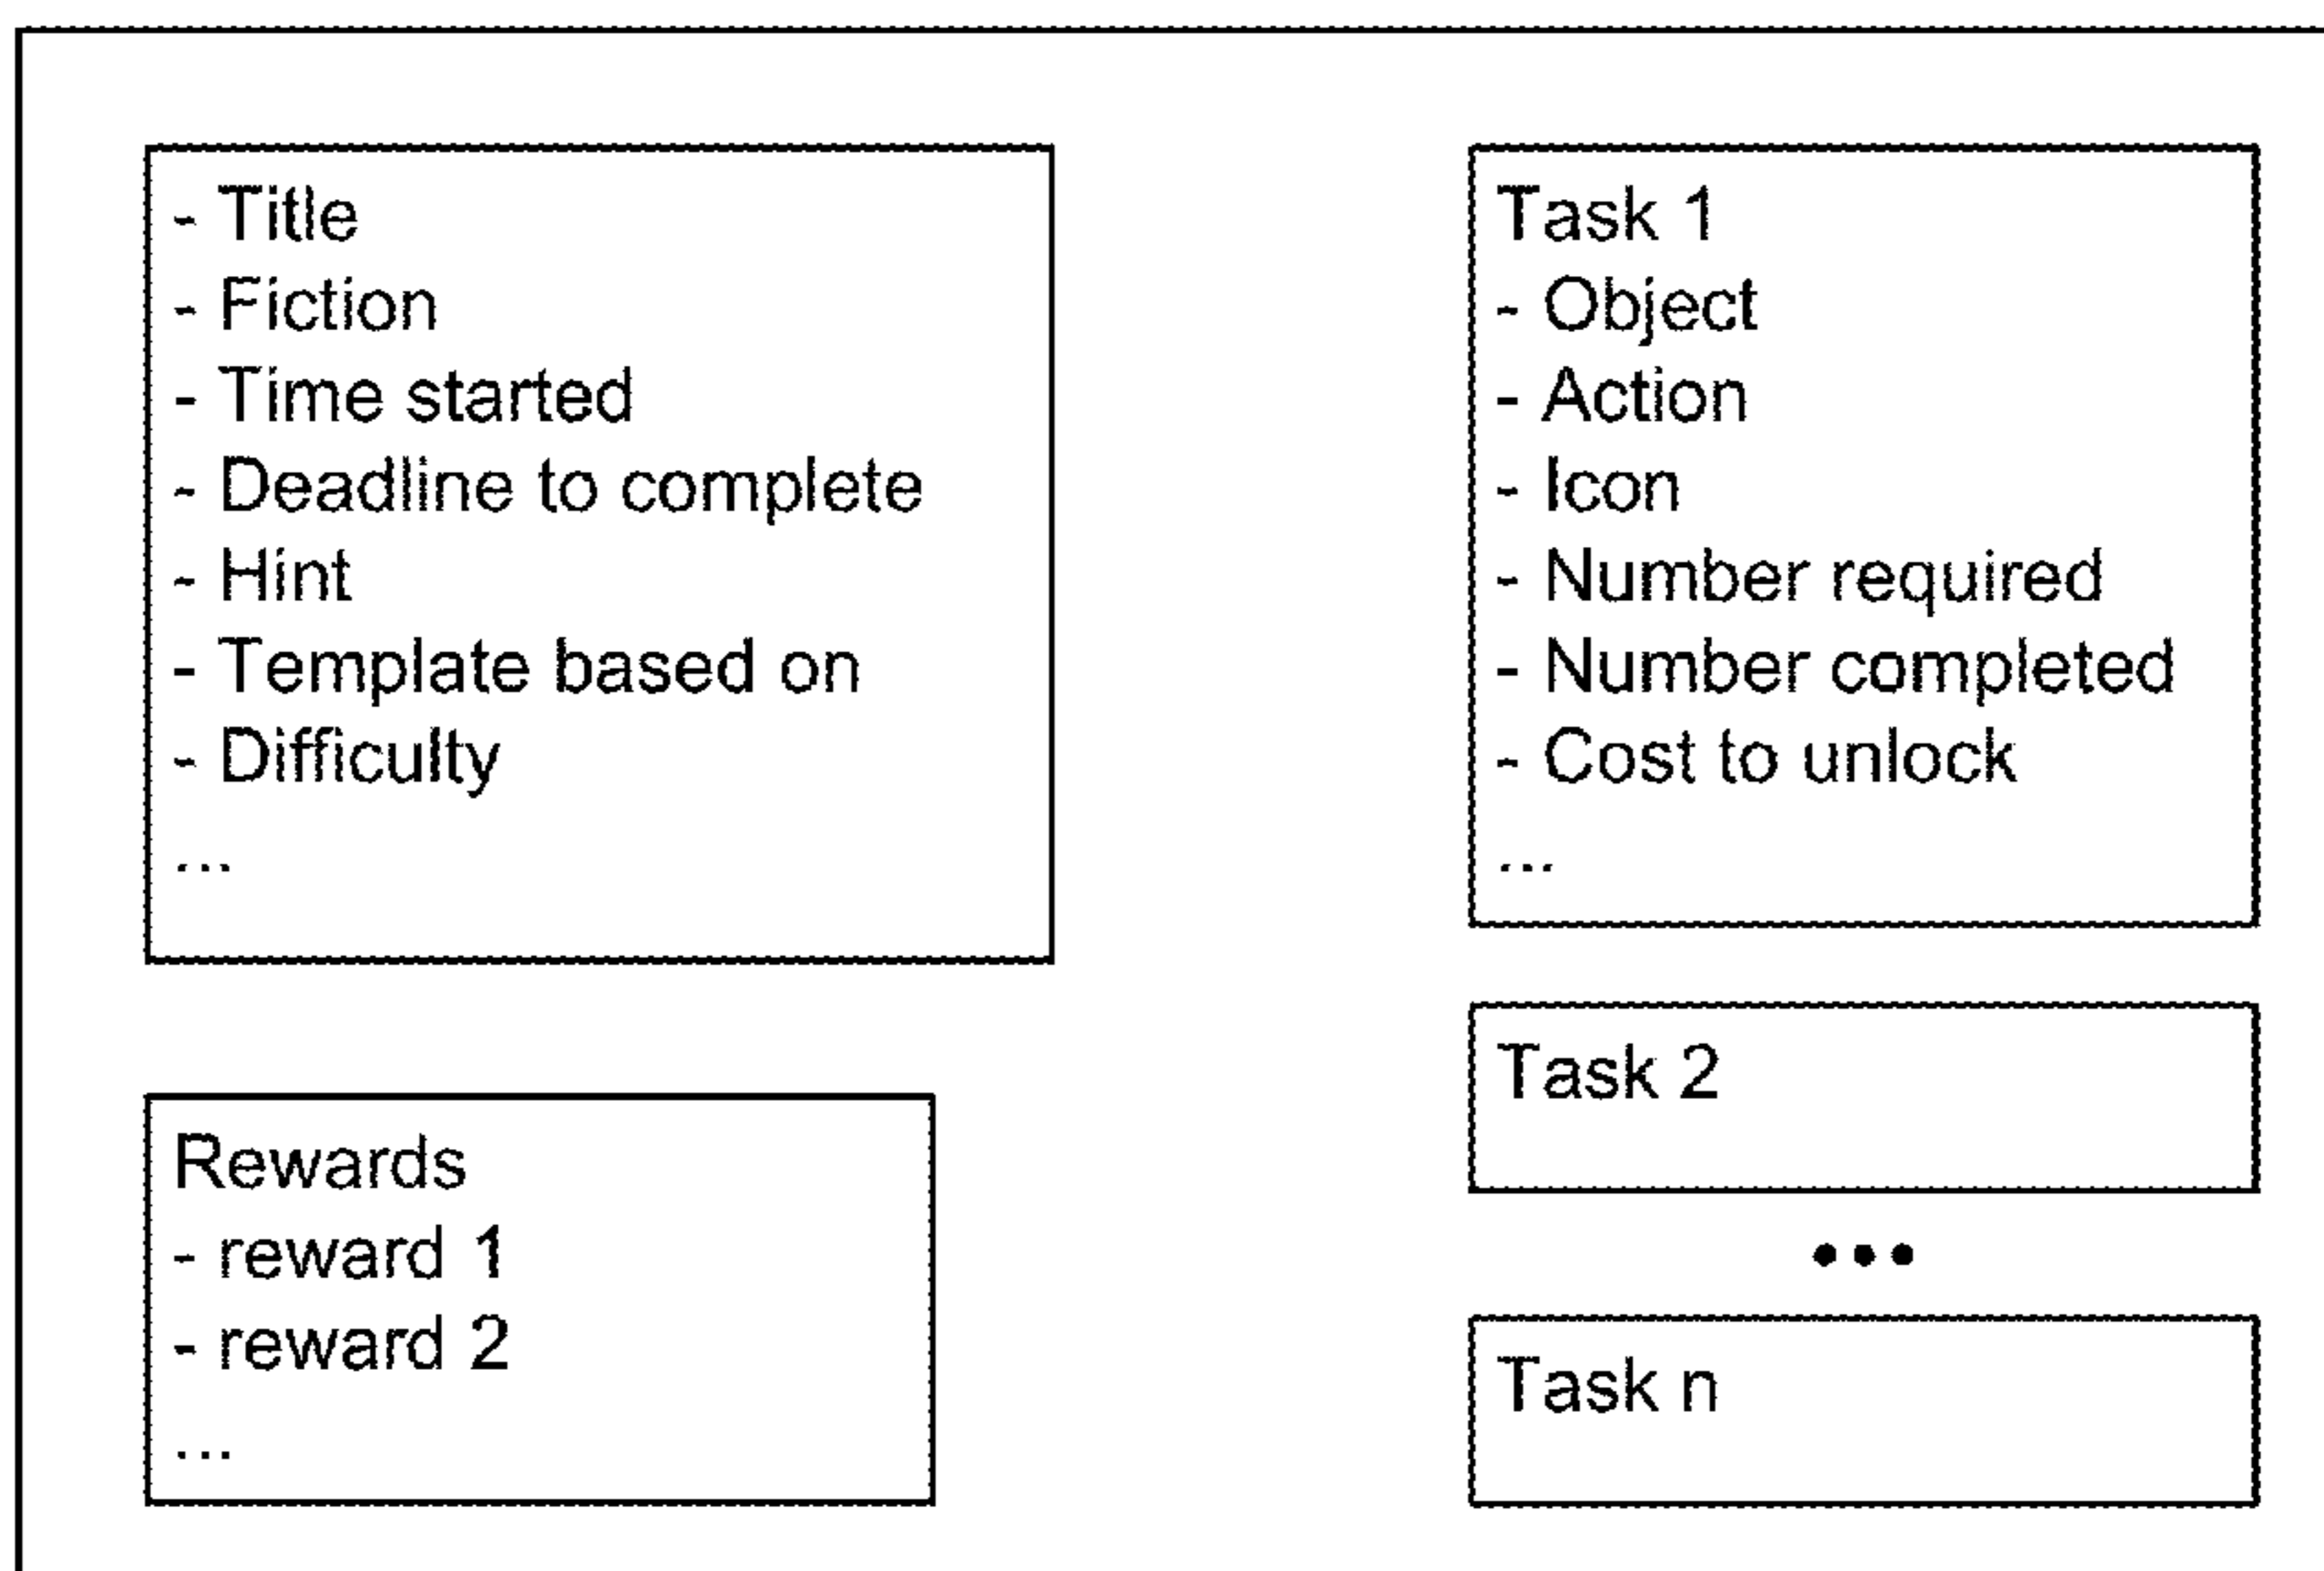 - Title
- Fiction
- Time started
- Deadline to complete
- Hint
- Template based on
- Difficulty
...
Rewards
- reward 1
- reward 2
...
Task 1
- Object
- Action
- Icon
- Number required
- Number completed
- Cost to unlock
...
Task 2
•••
Task n